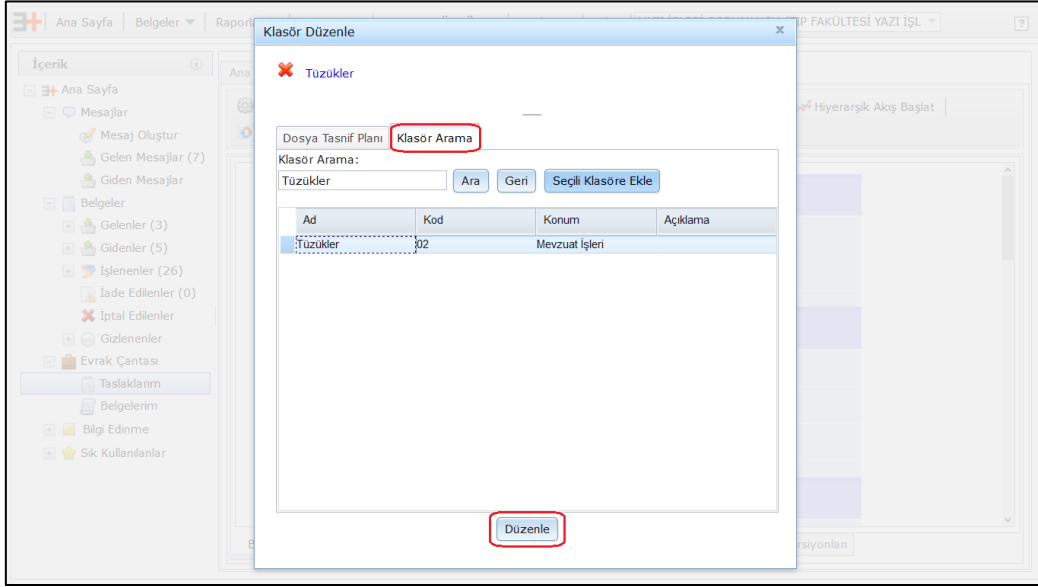 Ana Sayfa
Belgeler
Klasör Düzenle
x
TIP FAKÜLTESİ YAZI İŞL
?
Tüzükler
İçerik
Ana Sayfa
Mesajlar
Mesaj Oluştur
Gelen Mesajlar (7)
Giden Mesajlar
Belgeler
Gelenler (3)
Gidenler (5)
İşlenenler (26)
İade Edilenler (0)
İptal Edilenler
Gizlenenler
Evrak Çantası
Taslaklarım
Belgelerim
Bilgi Edinme
Sık Kullanılanlar
Ana
Hiyerarşik Akış Başlat
Dosya Tasnif Planı
Klasör Arama
Klasör Arama:
Tüzükler
Ara
Geri
Seçili Klasöre Ekle
Ad Kod Konum Açıklama
Tüzükler 02 Mevzuat İşleri
Düzenle